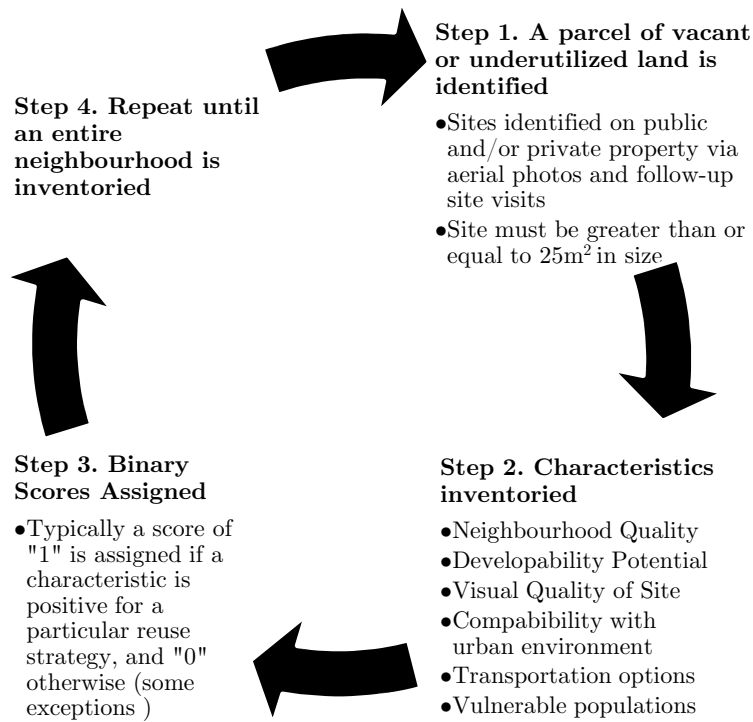 Step 1. A parcel of vacant
or underutilized land is
identified
•Sites identified on public
and/or private property via
aerial photos and follow-up
site visits
•Site must be greater than or
equal to 25m² in size
Step 2. Characteristics
inventoried
•Neighbourhood Quality
•Developability Potential
•Visual Quality of Site
•Compabibility with
urban environment
•Transportation options
•Vulnerable populations
Step 3. Binary
Scores Assigned
•Typically a score of
"1" is assigned if a
characteristic is
positive for a
particular reuse
strategy, and "0"
otherwise (some
exceptions )
Step 4. Repeat until
an entire
neighbourhood is
inventoried